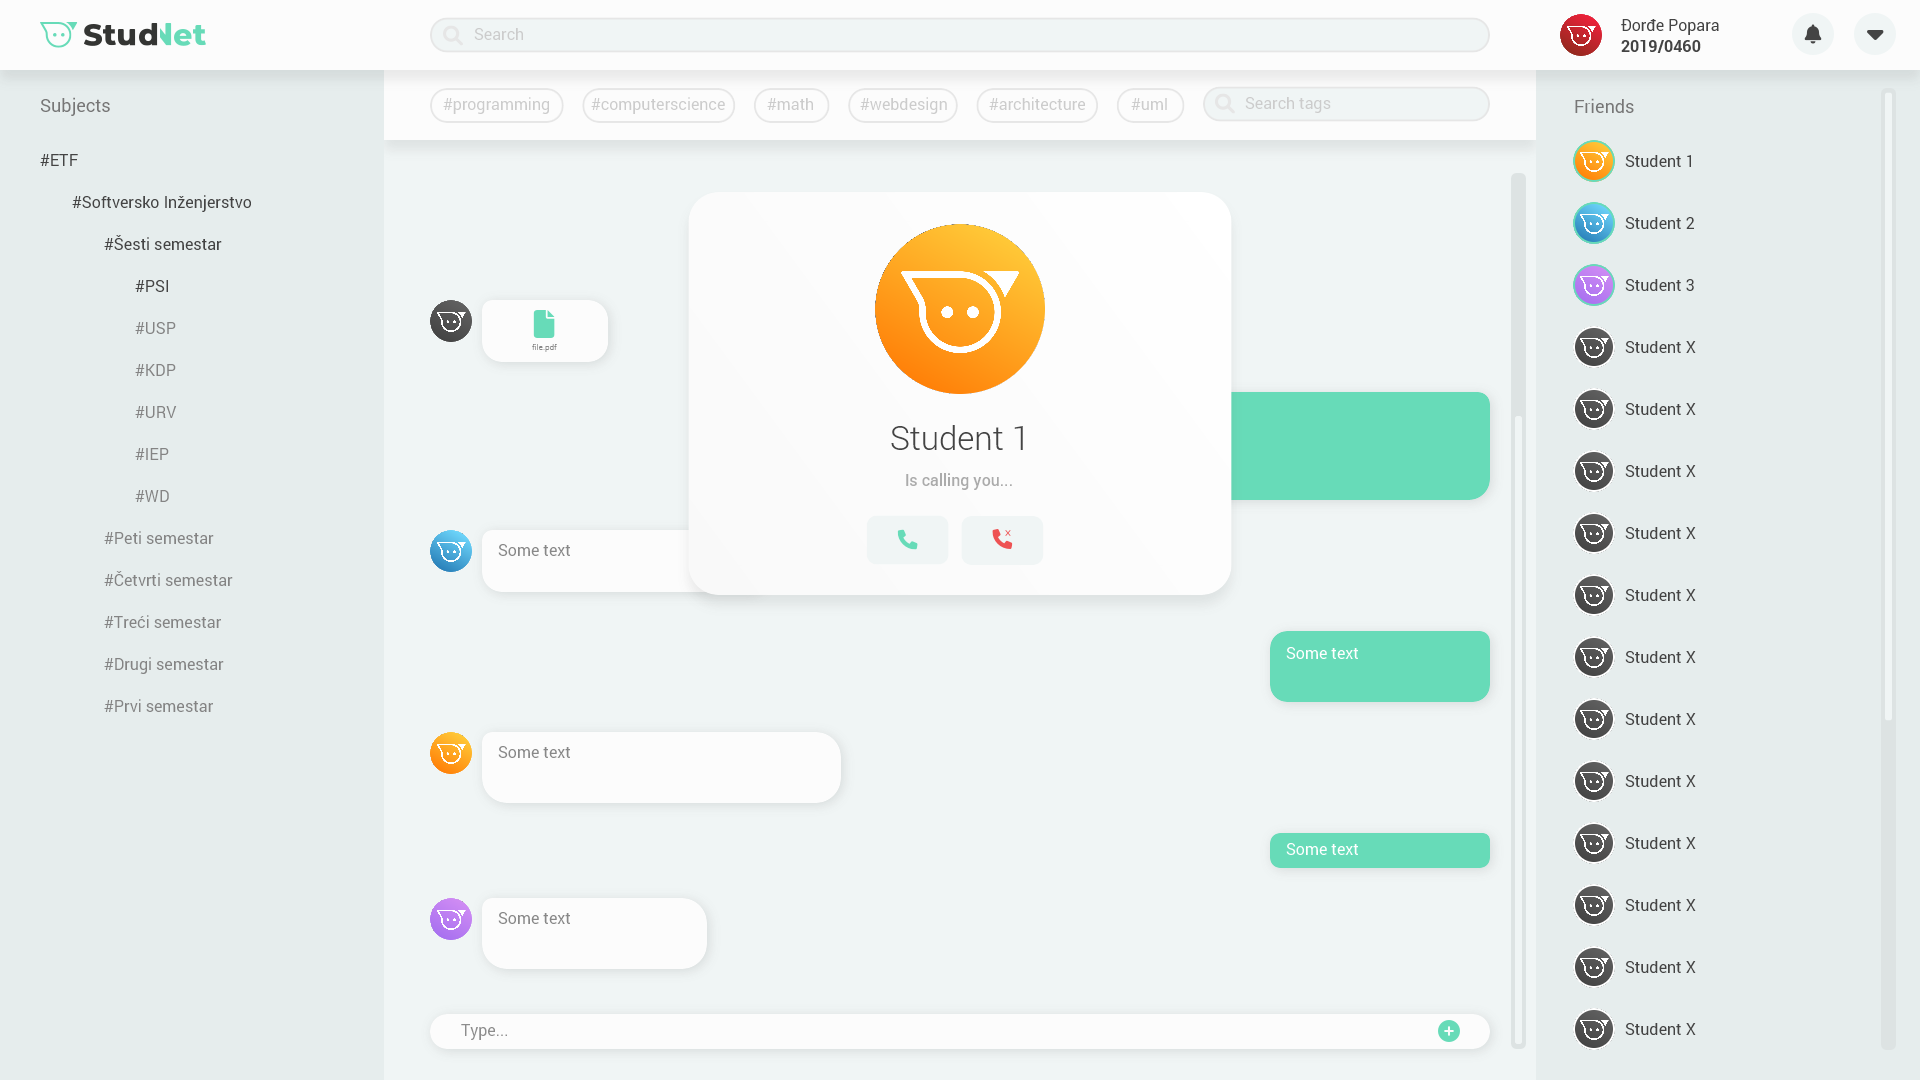 StudNet
Search
Đorđe Popara
2019/0460
Subjects
#ETF
#Softversko Inženjerstvo
#Šesti semestar
#PSI
#USP
#KDP
#URV
#IEP
#WD
#Peti semestar
#Četvrti semestar
#Treći semestar
#Drugi semestar
#Prvi semestar
#programming
#computerscience
#math
#webdesign
#architecture
#uml
Search tags
file.pdf
Student 1
Is calling you...
Some text
Some text
Some text
Some text
Some text
Type...
Friends
Student 1
Student 2
Student 3
Student X
Student X
Student X
Student X
Student X
Student X
Student X
Student X
Student X
Student X
Student X
Student X